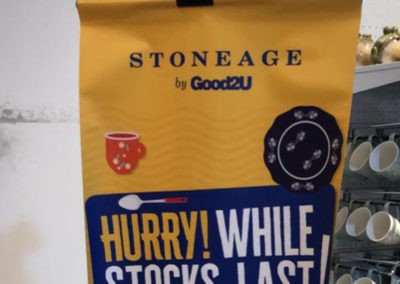 STONEAGE
by Good2U
HURRY! WHILE
STOCKS LAST!